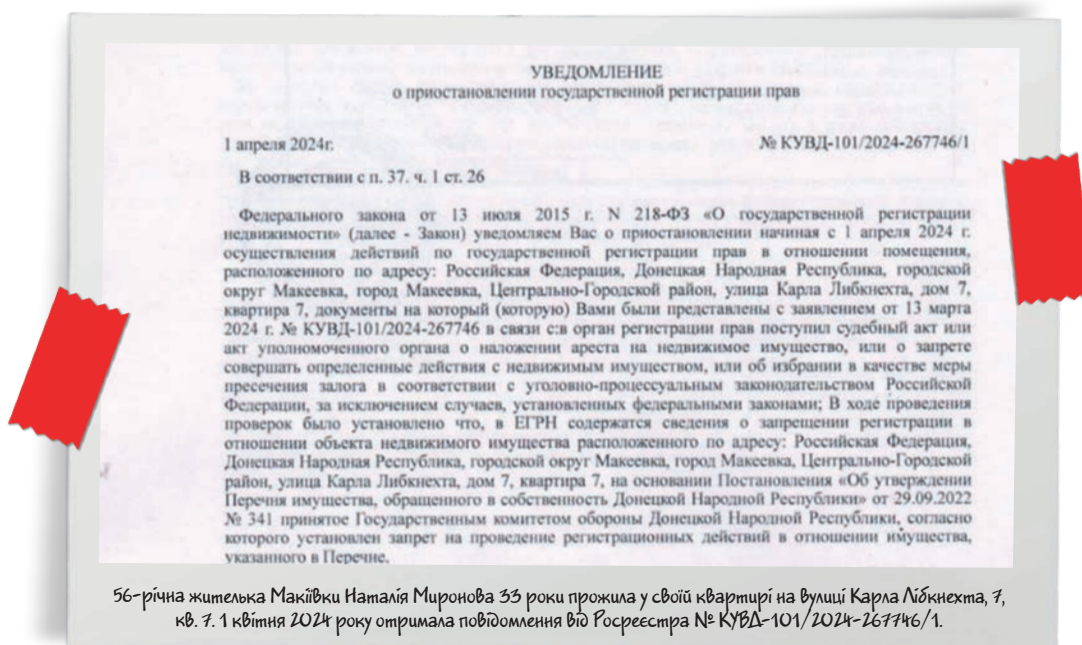 УВЕДОМЛЕНИЕ
о приостановлении государственной регистрации прав
1 апреля 2024г.
№ КУВД-101/2024-267746/1
В соответствии с п. 37. ч. 1 ст. 26
Федерального закона от 13 июля 2015 г. N 218-ФЗ «О государственной регистрации
недвижимости» (далее - Закон) уведомляем Вас о приостановлении начиная с 1 апреля 2024 г.
осуществления действий по государственной регистрации прав в отношении помещения,
расположенного по адресу: Российская Федерация, Донецкая Народная Республика, городской
округ Макеевка, город Макеевка, Центрально-Городской район, улица Карла Либкнехта, дом 7,
квартира 7, документы на который (которую) Вами были представлены с заявлением от 13 марта
2024 г. № КУВД-101/2024-267746 в связи с:в орган регистрации прав поступил судебный акт или
акт уполномоченного органа о наложении ареста на недвижимое имущество, или о запрете
совершать определенные действия с недвижимым имуществом, или об избрании в качестве меры
пресечения залога в соответствии с уголовно-процессуальным законодательством Российской
Федерации, за исключением случаев, установленных федеральными законами; В ходе проведения
проверок было установлено что, в ЕГРН содержатся сведения о запрещении регистрации в
отношении объекта недвижимого имущества расположенного по адресу: Российская Федерация,
Донецкая Народная Республика, городской округ Макеевка, город Макеевка, Центрально-Городской
район, улица Карла Либкнехта, дом 7, квартира 7, на основании Постановления «Об утверждении
Перечня имущества, обращенного в собственность Донецкой Народной Республики» от 29.09.2022
№ 341 принятое Государственным комитетом обороны Донецкой Народной Республики, согласно
которого установлен запрет на проведение регистрационных действий в отношении имущества,
указанного в Перечне.
56-річна жителька Макіївки Наталія Миронова 33 роки прожила у своїй квартирі на вулиці Карла Лібкнехта, 7,
кв. 7. 1 квітня 2024 року отримала повідомлення від Росреєстра № КУВД-101/2024-267746/1.